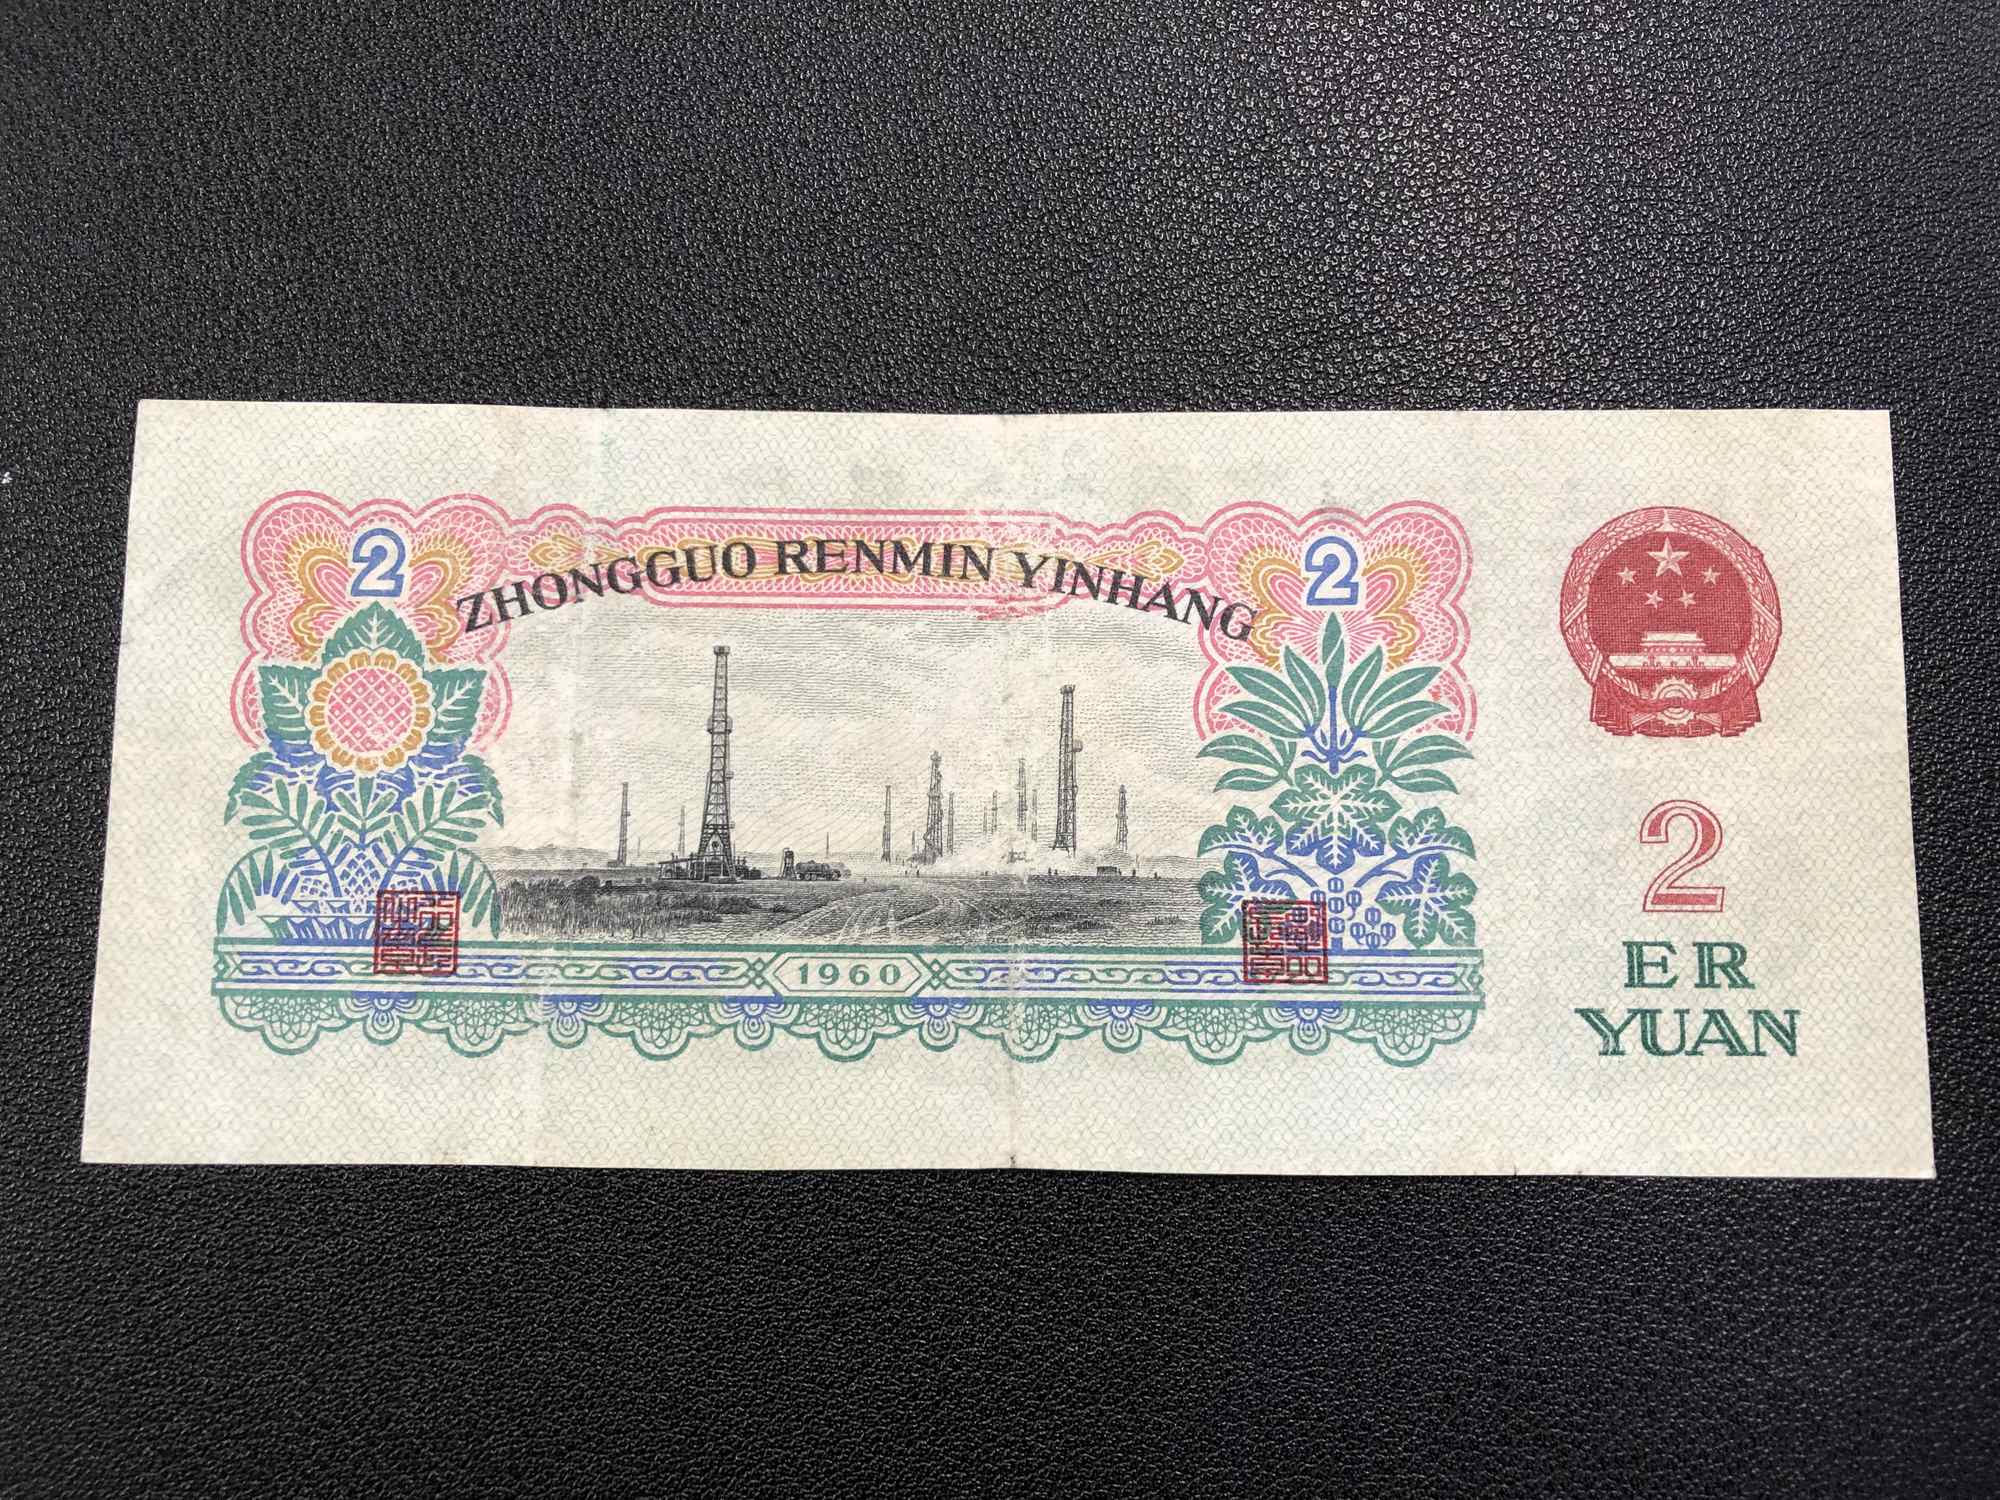 2
ZHONGGUO RENMIN YINHANG
2
1960
2
ER
YUAN